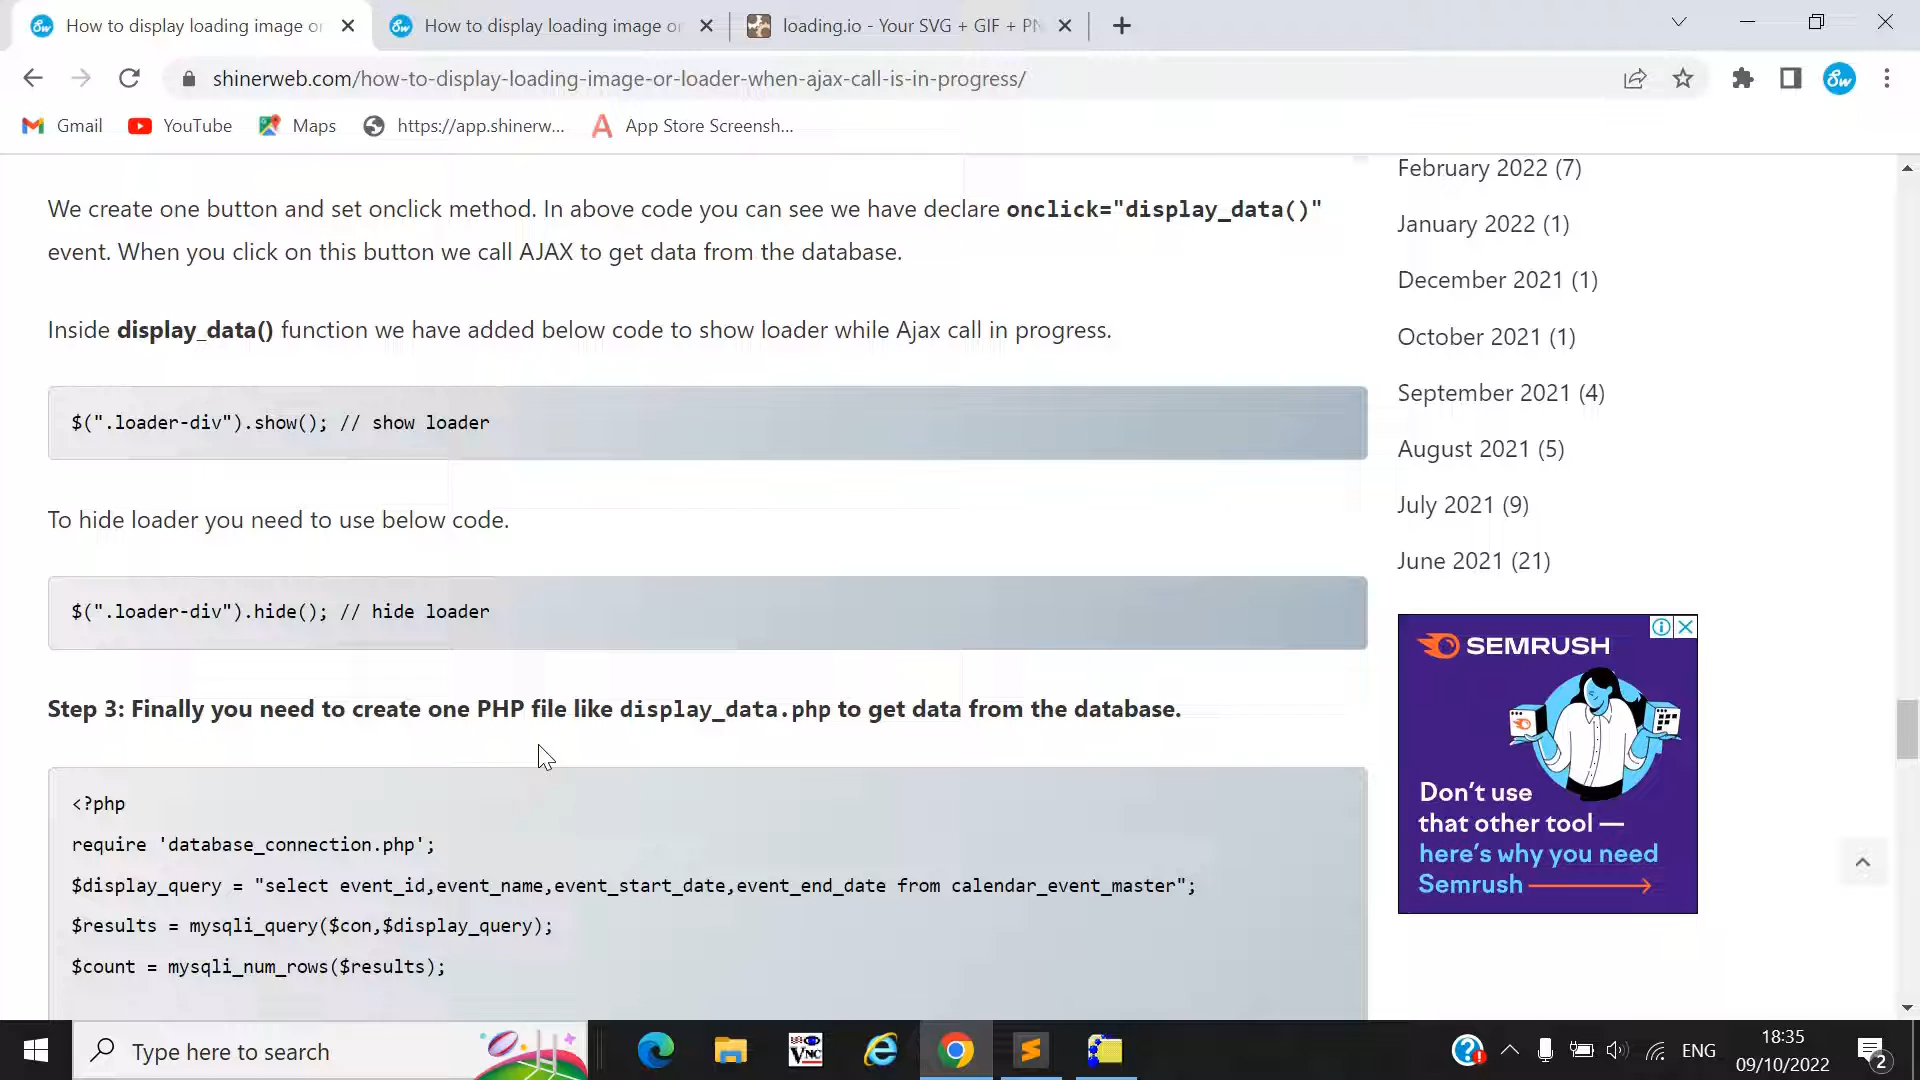 How to display loading image or
How to display loading image or
loading.io - Your SVG + GIF + PN
shinerweb.com/how-to-display-loading-image-or-loader-when-ajax-call-is-in-progress/
Sw
Gmail
YouTube
Maps
https://app.shinerw...
App Store Screensh...
We create one button and set onclick method. In above code you can see we have declare onclick="display_data()"
event. When you click on this button we call AJAX to get data from the database.
Inside display_data() function we have added below code to show loader while Ajax call in progress.
$(".loader-div").show(); // show loader
To hide loader you need to use below code.
$(".loader-div").hide(); // hide loader
Step 3: Finally you need to create one PHP file like display_data.php to get data from the database.
<?php
require 'database_connection.php';
$display_query = "select event_id,event_name,event_start_date,event_end_date from calendar_event_master";
$results = mysqli_query($con,$display_query);
$count = mysqli_num_rows($results);
February 2022 (7)
January 2022 (1)
December 2021 (1)
October 2021 (1)
September 2021 (4)
August 2021 (5)
July 2021 (9)
June 2021 (21)
SEMRUSH
Don't use
that other tool —
here's why you need
Semrush
Type here to search
VNC
ENG
18:35
09/10/2022
2